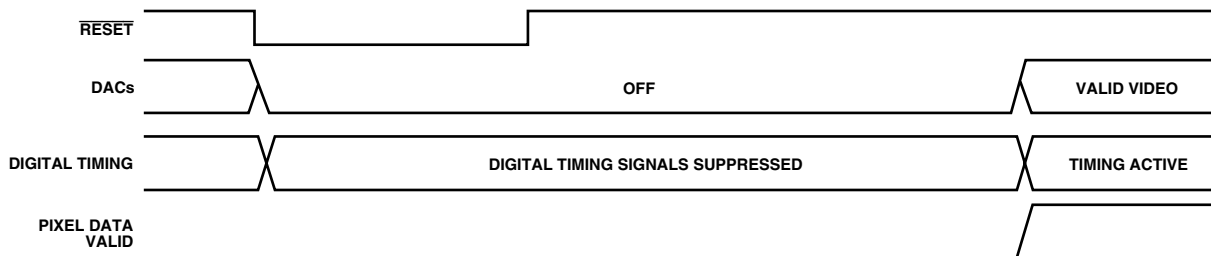 RESET
DACs
OFF
VALID VIDEO
DIGITAL TIMING
DIGITAL TIMING SIGNALS SUPPRESSED
TIMING ACTIVE
PIXEL DATA
VALID